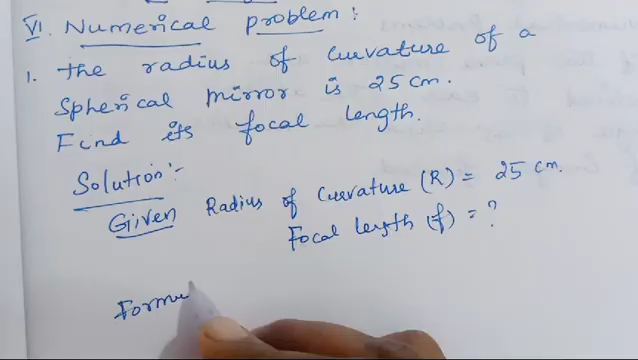 VI. Numerical problem:
1. The radius of curvature of a
Spherical mirror is 25 cm.
Find its focal length.
Solution:-
Given Radius of Curvature (R) = 25 cm.
Focal length (f) = ?
Formu